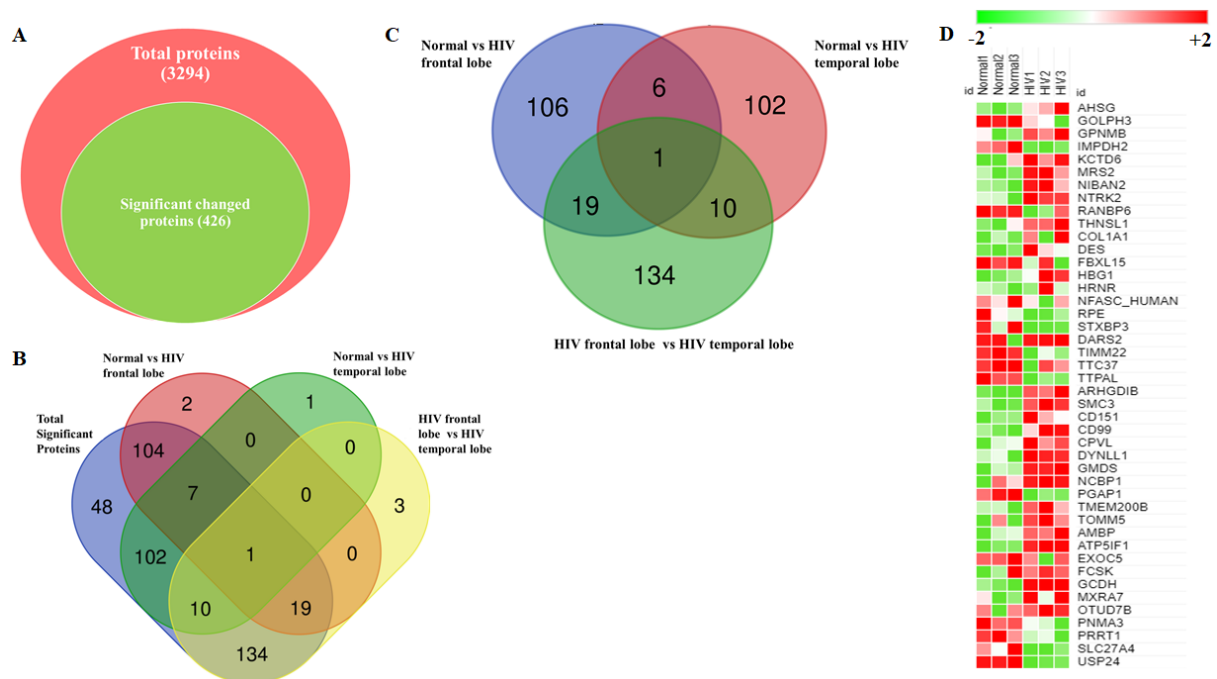 A
Total proteins
(3294)
Significant changed
proteins (426)
B
Normal vs HIV
frontal lobe
Normal vs HIV
temporal lobe
Total
Significant
Proteins
HIV frontal
lobe vs HIV
temporal lobe
2
1
104
0
0
48
7
0
3
102
1
0
10
19
134
C
Normal vs HIV
frontal lobe
Normal vs HIV
temporal lobe
106
6
102
1
19
10
134
HIV frontal lobe vs HIV temporal lobe
D
-2
+2
id
Normal1
Normal2
Normal3
HIV1
HIV2
HIV3
id
AHSG
GOLPH3
GPNMB
IMPDH2
KCTD6
MRS2
NIBAN2
NTRK2
RANBP6
THNSL1
COL1A1
DES
FBXL15
HBG1
HRNR
NFASC_HUMAN
RPE
STXBP3
DARS2
TIMM22
TTC37
TTPAL
ARHGDIB
SMC3
CD151
CD99
CPVL
DYNLL1
GMDS
NCBP1
PGAP1
TMEM200B
TOMM5
AMBP
ATP5IF1
EXOC5
FCSK
GCDH
MXRA7
OTUD7B
PNMA3
PRRT1
SLC27A4
USP24